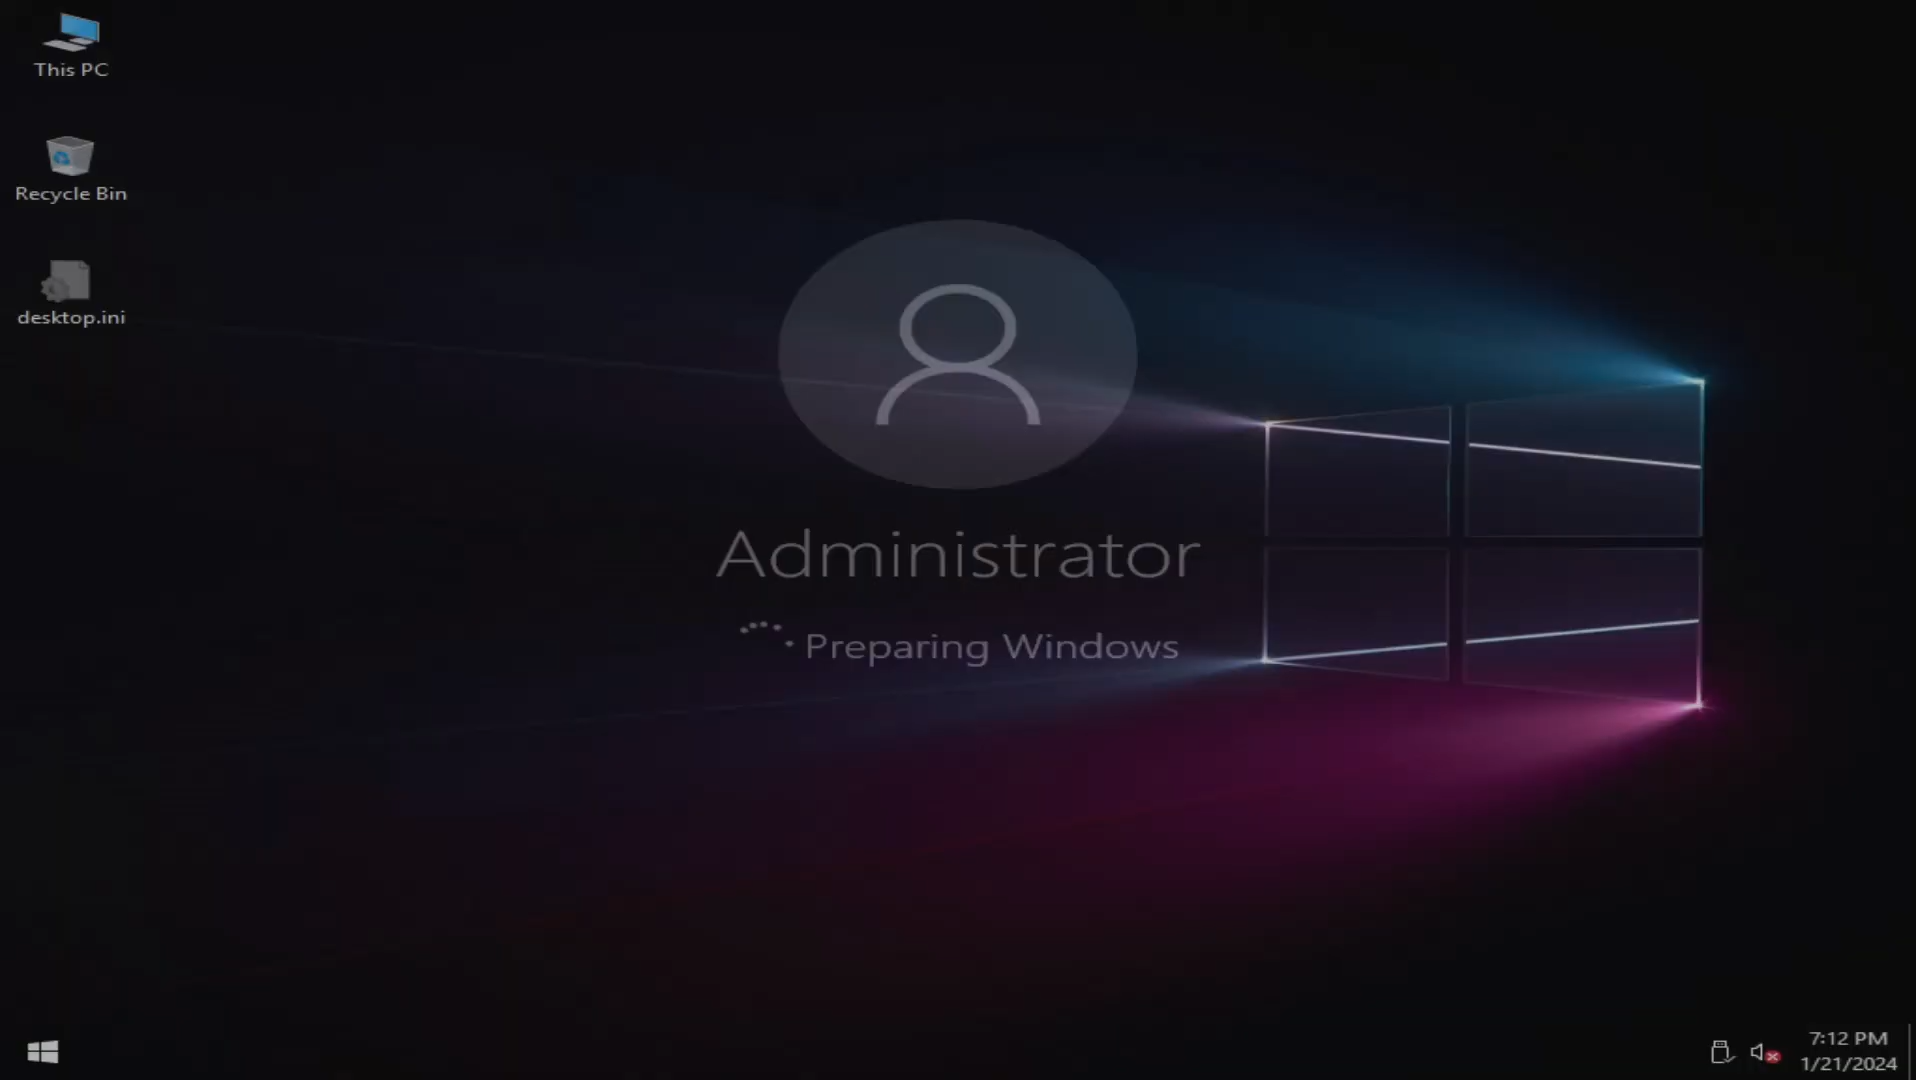 This PC
Recycle Bin
desktop.ini
Administrator
Preparing Windows
7:12 PM
1/21/2024